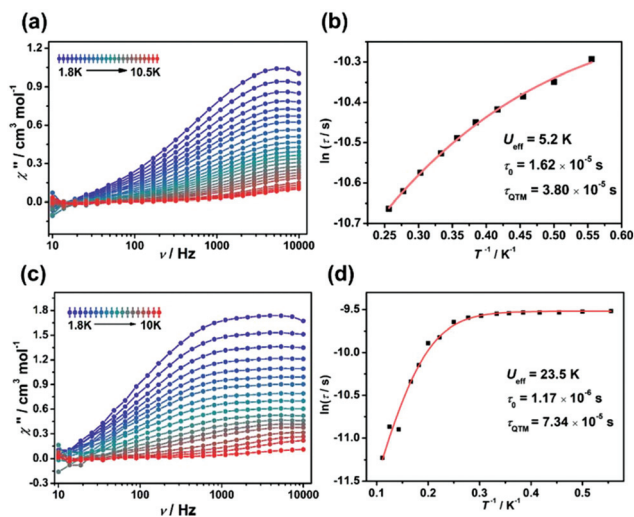 (a)
χ'' / cm³ mol⁻¹
1.2
0.9
0.6
0.3
0.0
1.8K
10.5K
10
100
1000
10000
ν / Hz
(b)
ln (τ / s)
-10.3
-10.4
-10.5
-10.6
-10.7
Ueff = 5.2 K
τ0 = 1.62 × 10⁻⁵ s
τQTM = 3.80 × 10⁻⁵ s
0.25 0.30 0.35 0.40 0.45 0.50 0.55 0.60
T⁻¹ / K⁻¹
(c)
χ'' / cm³ mol⁻¹
1.8
1.5
1.2
0.9
0.6
0.3
0.0
-0.3
1.8K
10K
10
100
1000
10000
ν / Hz
(d)
ln(τ / s)
-9.5
-10.0
-10.5
-11.0
-11.5
Ueff = 23.5 K
τ0 = 1.17 × 10⁻⁶ s
τQTM = 7.34 × 10⁻⁵ s
0.1 0.2 0.3 0.4 0.5
T⁻¹ / K⁻¹